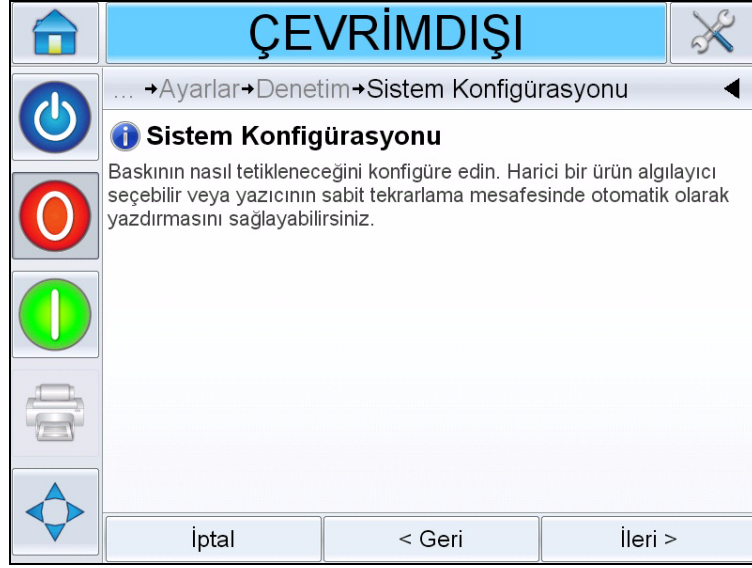 ÇEVRİMDIŞI
... →Ayarlar→Denetim→Sistem Konfigürasyonu
Sistem Konfigürasyonu
Baskının nasıl tetikleneceğini konfigüre edin. Harici bir ürün algılayıcı
seçebilir veya yazıcının sabit tekrarlama mesafesinde otomatik olarak
yazdırmasını sağlayabilirsiniz.
İptal
< Geri
İleri >